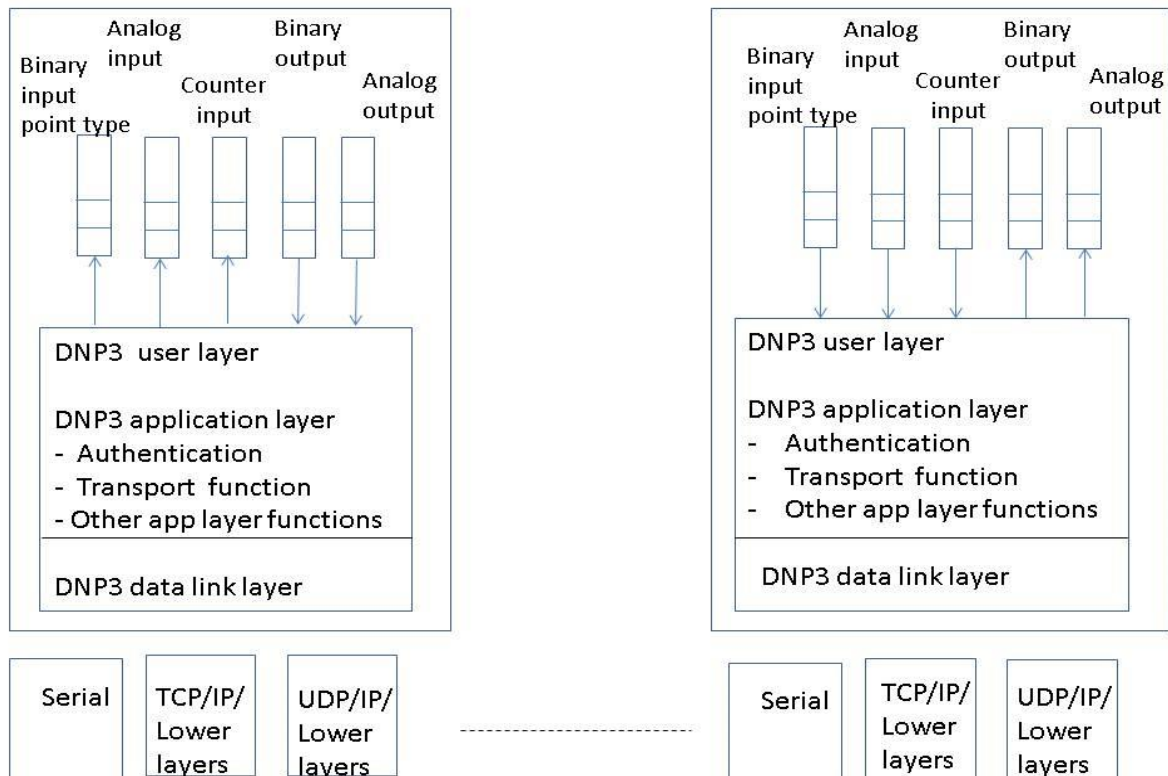 Binary
input
point type
Analog
input
Counter
input
Binary
output
Analog
output
DNP3 user layer
DNP3 application layer
- Authentication
- Transport function
- Other app layer functions
DNP3 data link layer
Serial
TCP/IP/
Lower
layers
UDP/IP/
Lower
layers
Binary
input
point type
Analog
input
Counter
input
Binary
output
Analog
output
DNP3 user layer
DNP3 application layer
- Authentication
- Transport function
- Other app layer functions
DNP3 data link layer
Serial
TCP/IP/
Lower
layers
UDP/IP/
Lower
layers